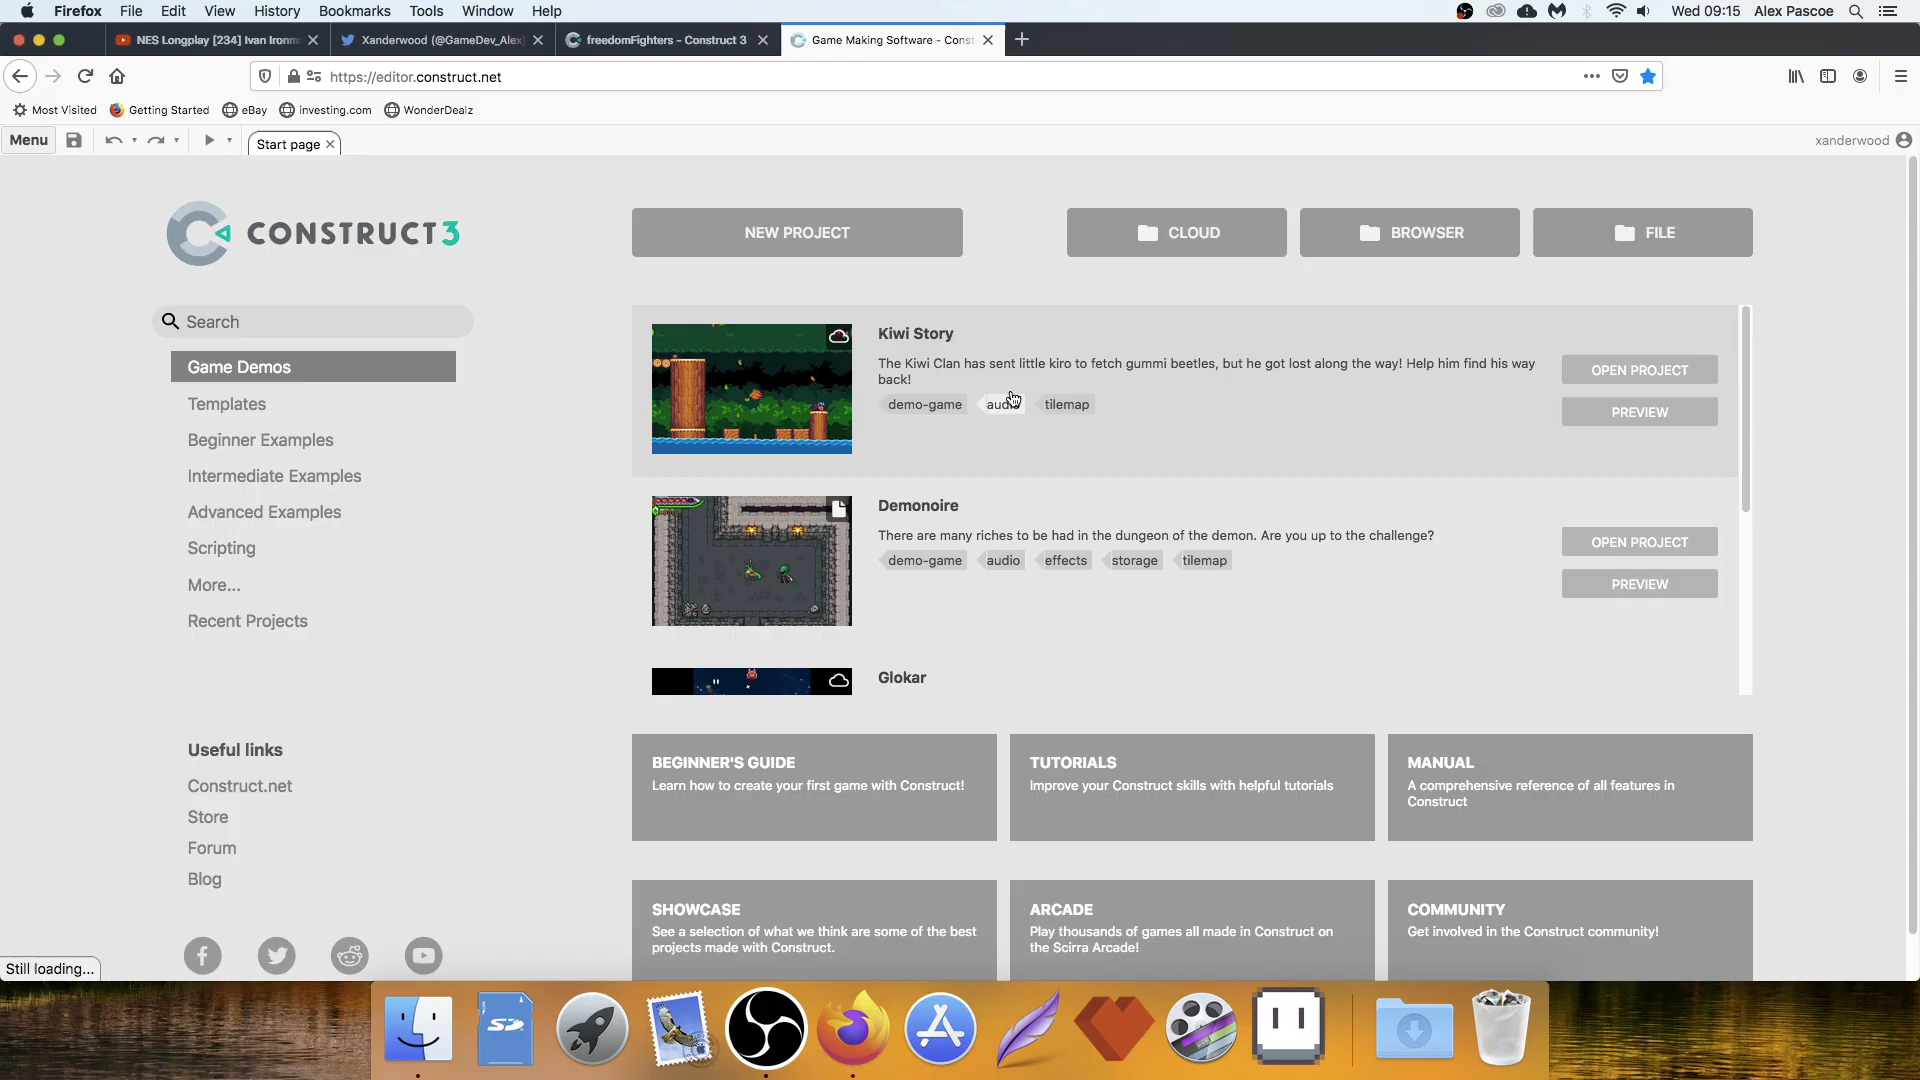 Firefox File Edit View History Bookmarks Tools Window Help
Wed 09:15 Alex Pascoe
NES Longplay [234] Ivan Ironm
Xanderwood (@GameDev_Alex)
freedomFighters - Construct 3
Game Making Software - Const
https://editor.construct.net
Most Visited Getting Started eBay investing.com WonderDealz
Menu
Start page
xanderwood
CONSTRUCT 3
NEW PROJECT
CLOUD
BROWSER
FILE
Search
Game Demos
Templates
Beginner Examples
Intermediate Examples
Advanced Examples
Scripting
More...
Recent Projects
Kiwi Story
The Kiwi Clan has sent little kiro to fetch gummi beetles, but he got lost along the way! Help him find his way
back!
demo-game audio tilemap
OPEN PROJECT
PREVIEW
Demonoire
There are many riches to be had in the dungeon of the demon. Are you up to the challenge?
demo-game audio effects storage tilemap
OPEN PROJECT
PREVIEW
Glokar
Useful links
Construct.net
Store
Forum
Blog
BEGINNER'S GUIDE
Learn how to create your first game with Construct!
TUTORIALS
Improve your Construct skills with helpful tutorials
MANUAL
A comprehensive reference of all features in
Construct
SHOWCASE
See a selection of what we think are some of the best
projects made with Construct.
ARCADE
Play thousands of games all made in Construct on
the Scirra Arcade!
COMMUNITY
Get involved in the Construct community!
Still loading...
SD